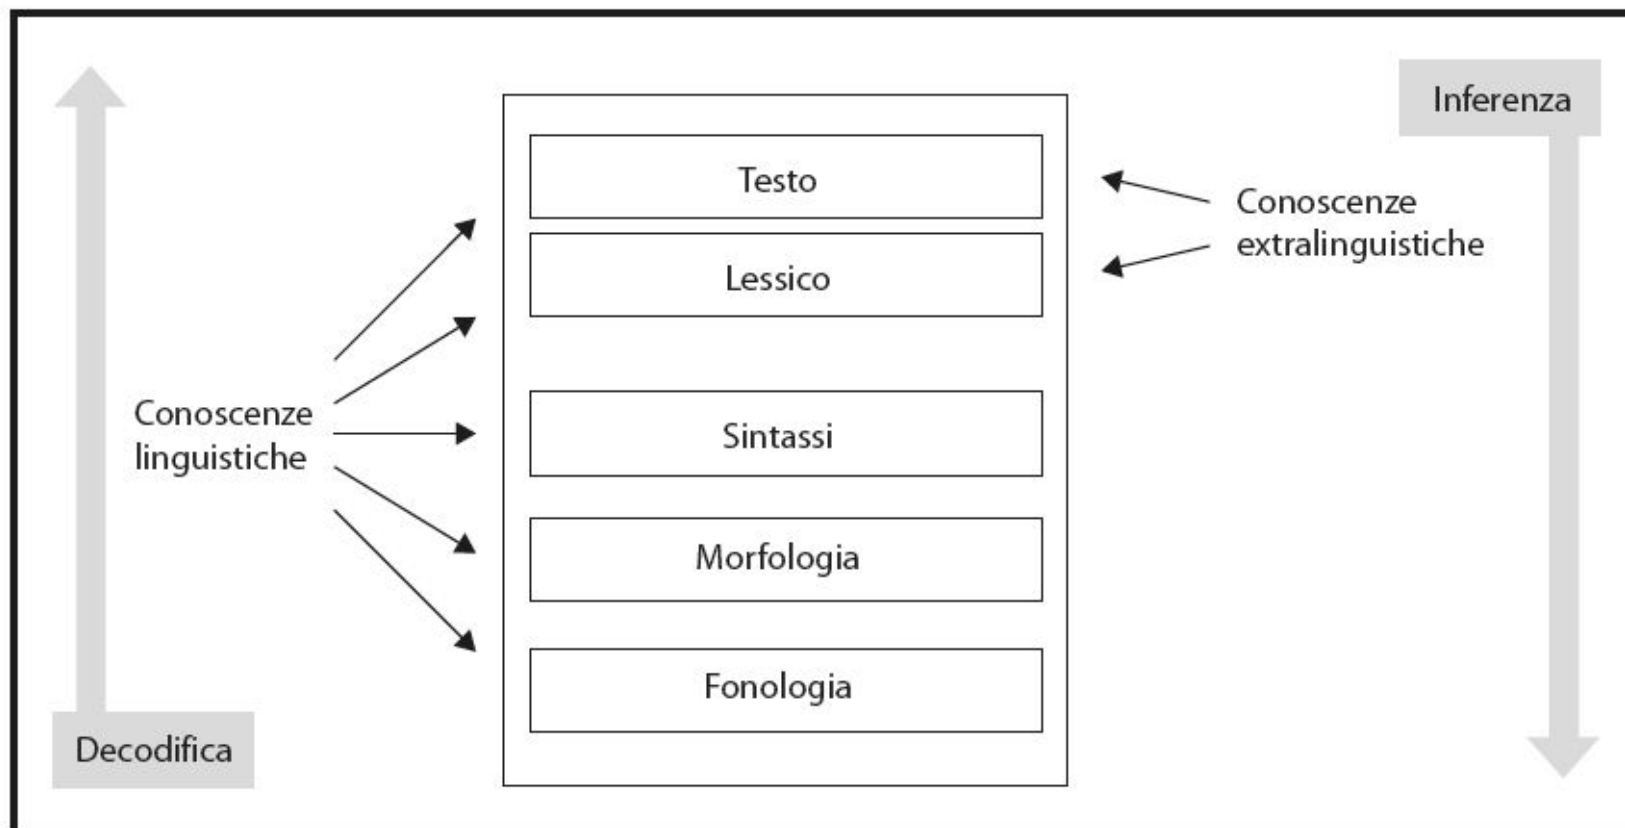 Inferenza
Testo
Conoscenze
extralinguistiche
Lessico
Conoscenze
linguistiche
Sintassi
Morfologia
Fonologia
Decodifica